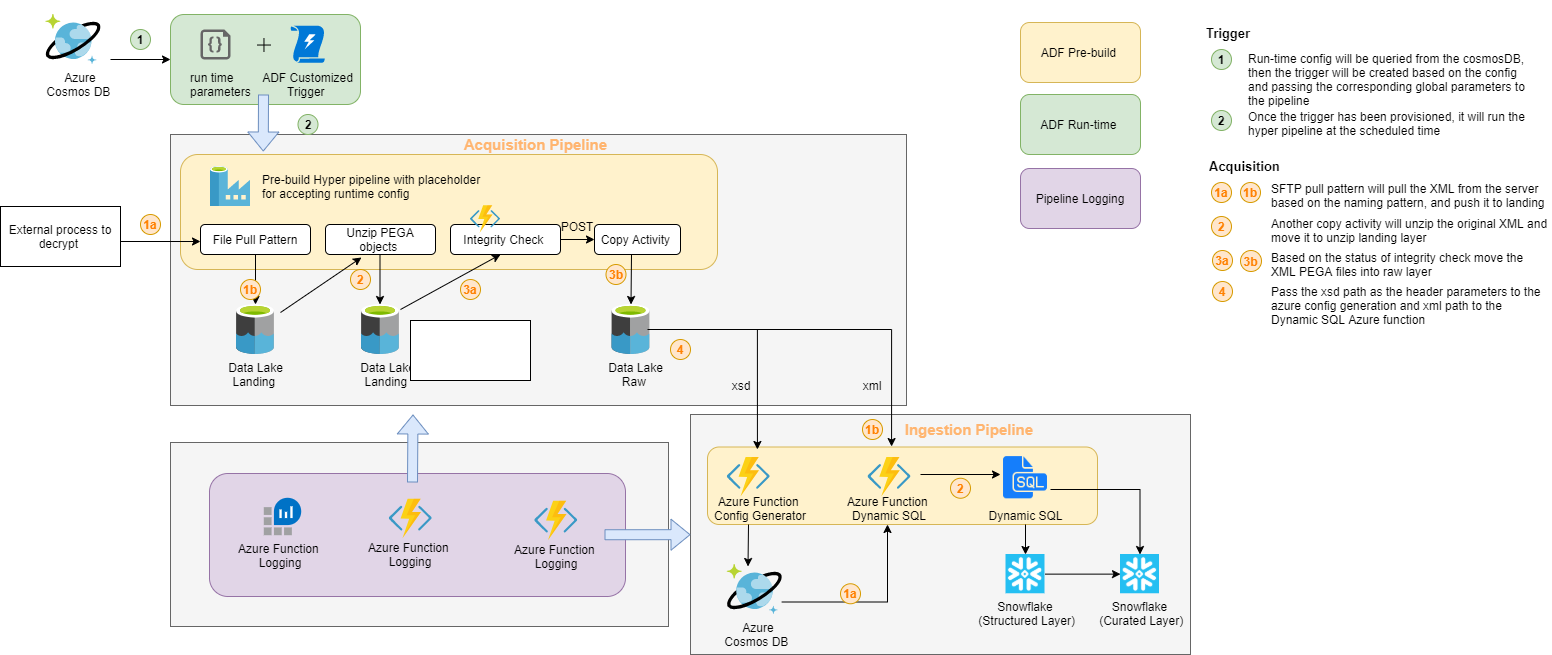 Azure
Cosmos DB
1
{}
+
run time
parameters
ADF Customized
Trigger
2
Acquisition Pipeline
Pre-build Hyper pipeline with placeholder
for accepting runtime config
External process to
decrypt
1a
File Pull Pattern
Unzip PEGA
objects
Integrity Check
POST
Copy Activity
1b
2
3a
3b
Data Lake
Landing
Data Lak
Landing
Data Lake
Raw
4
xsd
xml
ADF Pre-build
ADF Run-time
Pipeline Logging
Trigger
1
Run-time config will be queried from the cosmosDB,
then the trigger will be created based on the config
and passing the corresponding global parameters to
the pipeline
2
Once the trigger has been provisioned, it will run the
hyper pipeline at the scheduled time
Acquisition
1a 1b
SFTP pull pattern will pull the XML from the server
based on the naming pattern, and push it to landing
2
Another copy activity will unzip the original XML and
move it to unzip landing layer
3a 3b
Based on the status of integrity check move the
XML PEGA files into raw layer
4
Pass the xsd path as the header parameters to the
azure config generation and xml path to the
Dynamic SQL Azure function
Azure Function
Logging
Azure Function
Logging
Azure Function
Logging
1b
Ingestion Pipeline
Azure Function
Config Generator
Azure Function
Dynamic SQL
2
SQL
Dynamic SQL
Azure
Cosmos DB
1a
Snowflake
(Structured Layer)
Snowflake
(Curated Layer)